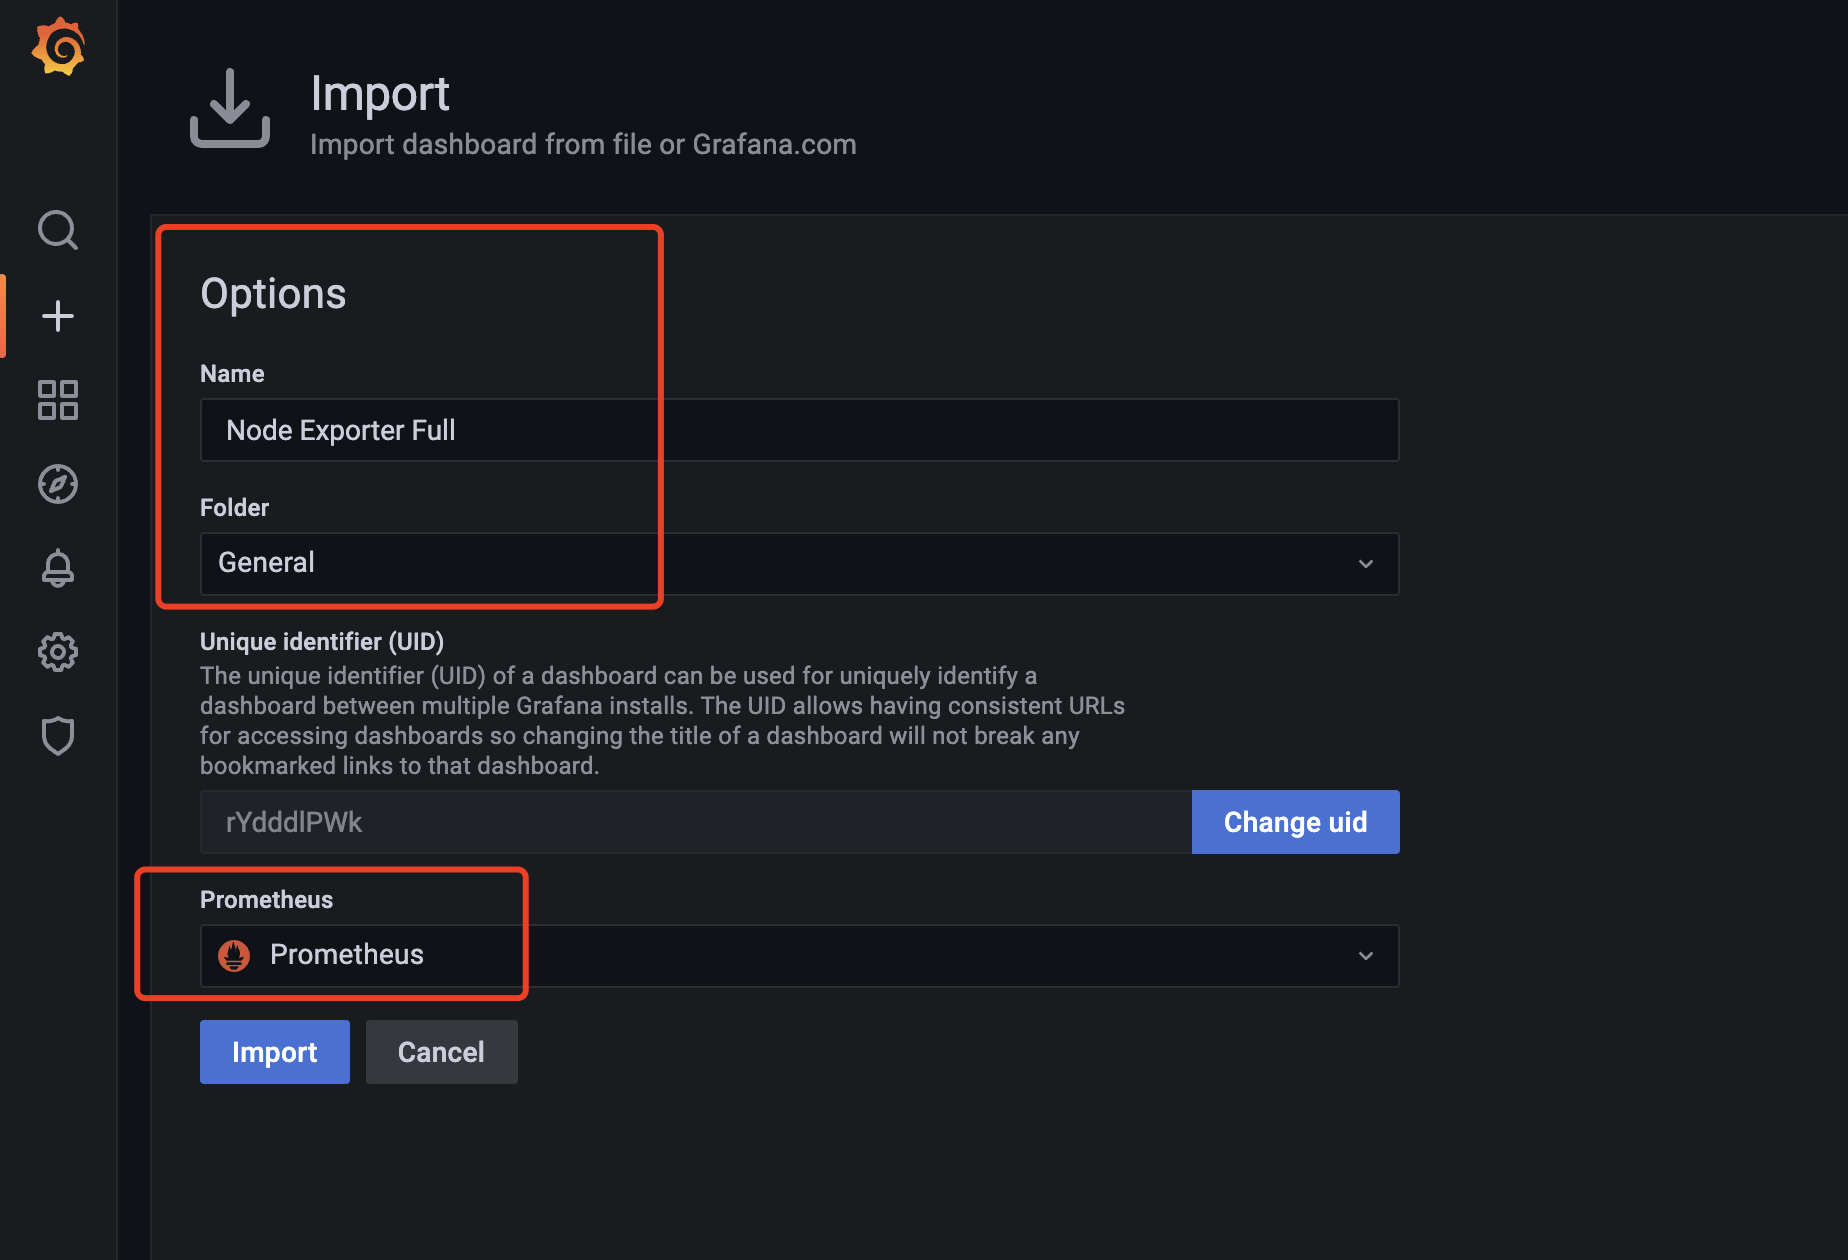 Import
Import dashboard from file or Grafana.com
Options
Name
Node Exporter Full
Folder
General
Unique identifier (UID)
The unique identifier (UID) of a dashboard can be used for uniquely identify a
dashboard between multiple Grafana installs. The UID allows having consistent URLs
for accessing dashboards so changing the title of a dashboard will not break any
bookmarked links to that dashboard.
rYdddlPWk
Change uid
Prometheus
Prometheus
Import
Cancel